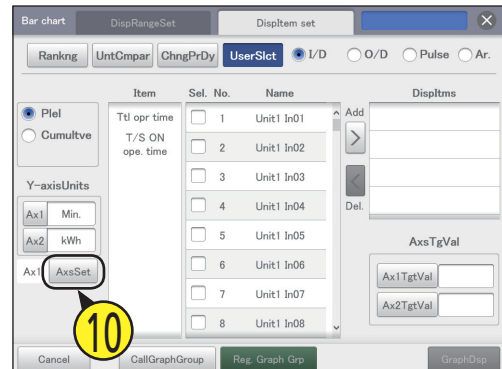 Bar chart
DispRangeSet
DispItem set
Rankng
UntCmpar
ChngPrDy
UserSlct
I/D
O/D
Pulse
Ar.
Item
Sel.
No.
Name
DispItms
Plel
Cumultve
Ttl opr time
T/S ON
ope. time
1 Unit1 In01
2 Unit1 In02
3 Unit1 In03
4 Unit1 In04
5 Unit1 In05
6 Unit1 In06
7 Unit1 In07
8 Unit1 In08
Add
>
<
Del.
Y-axisUnits
Ax1 Min.
Ax2 kWh
Ax1 AxsSet
10
AxsTgVal
Ax1TgtVal
Ax2TgtVal
Cancel
CallGraphGroup
Reg. Graph Grp
GraphDsp